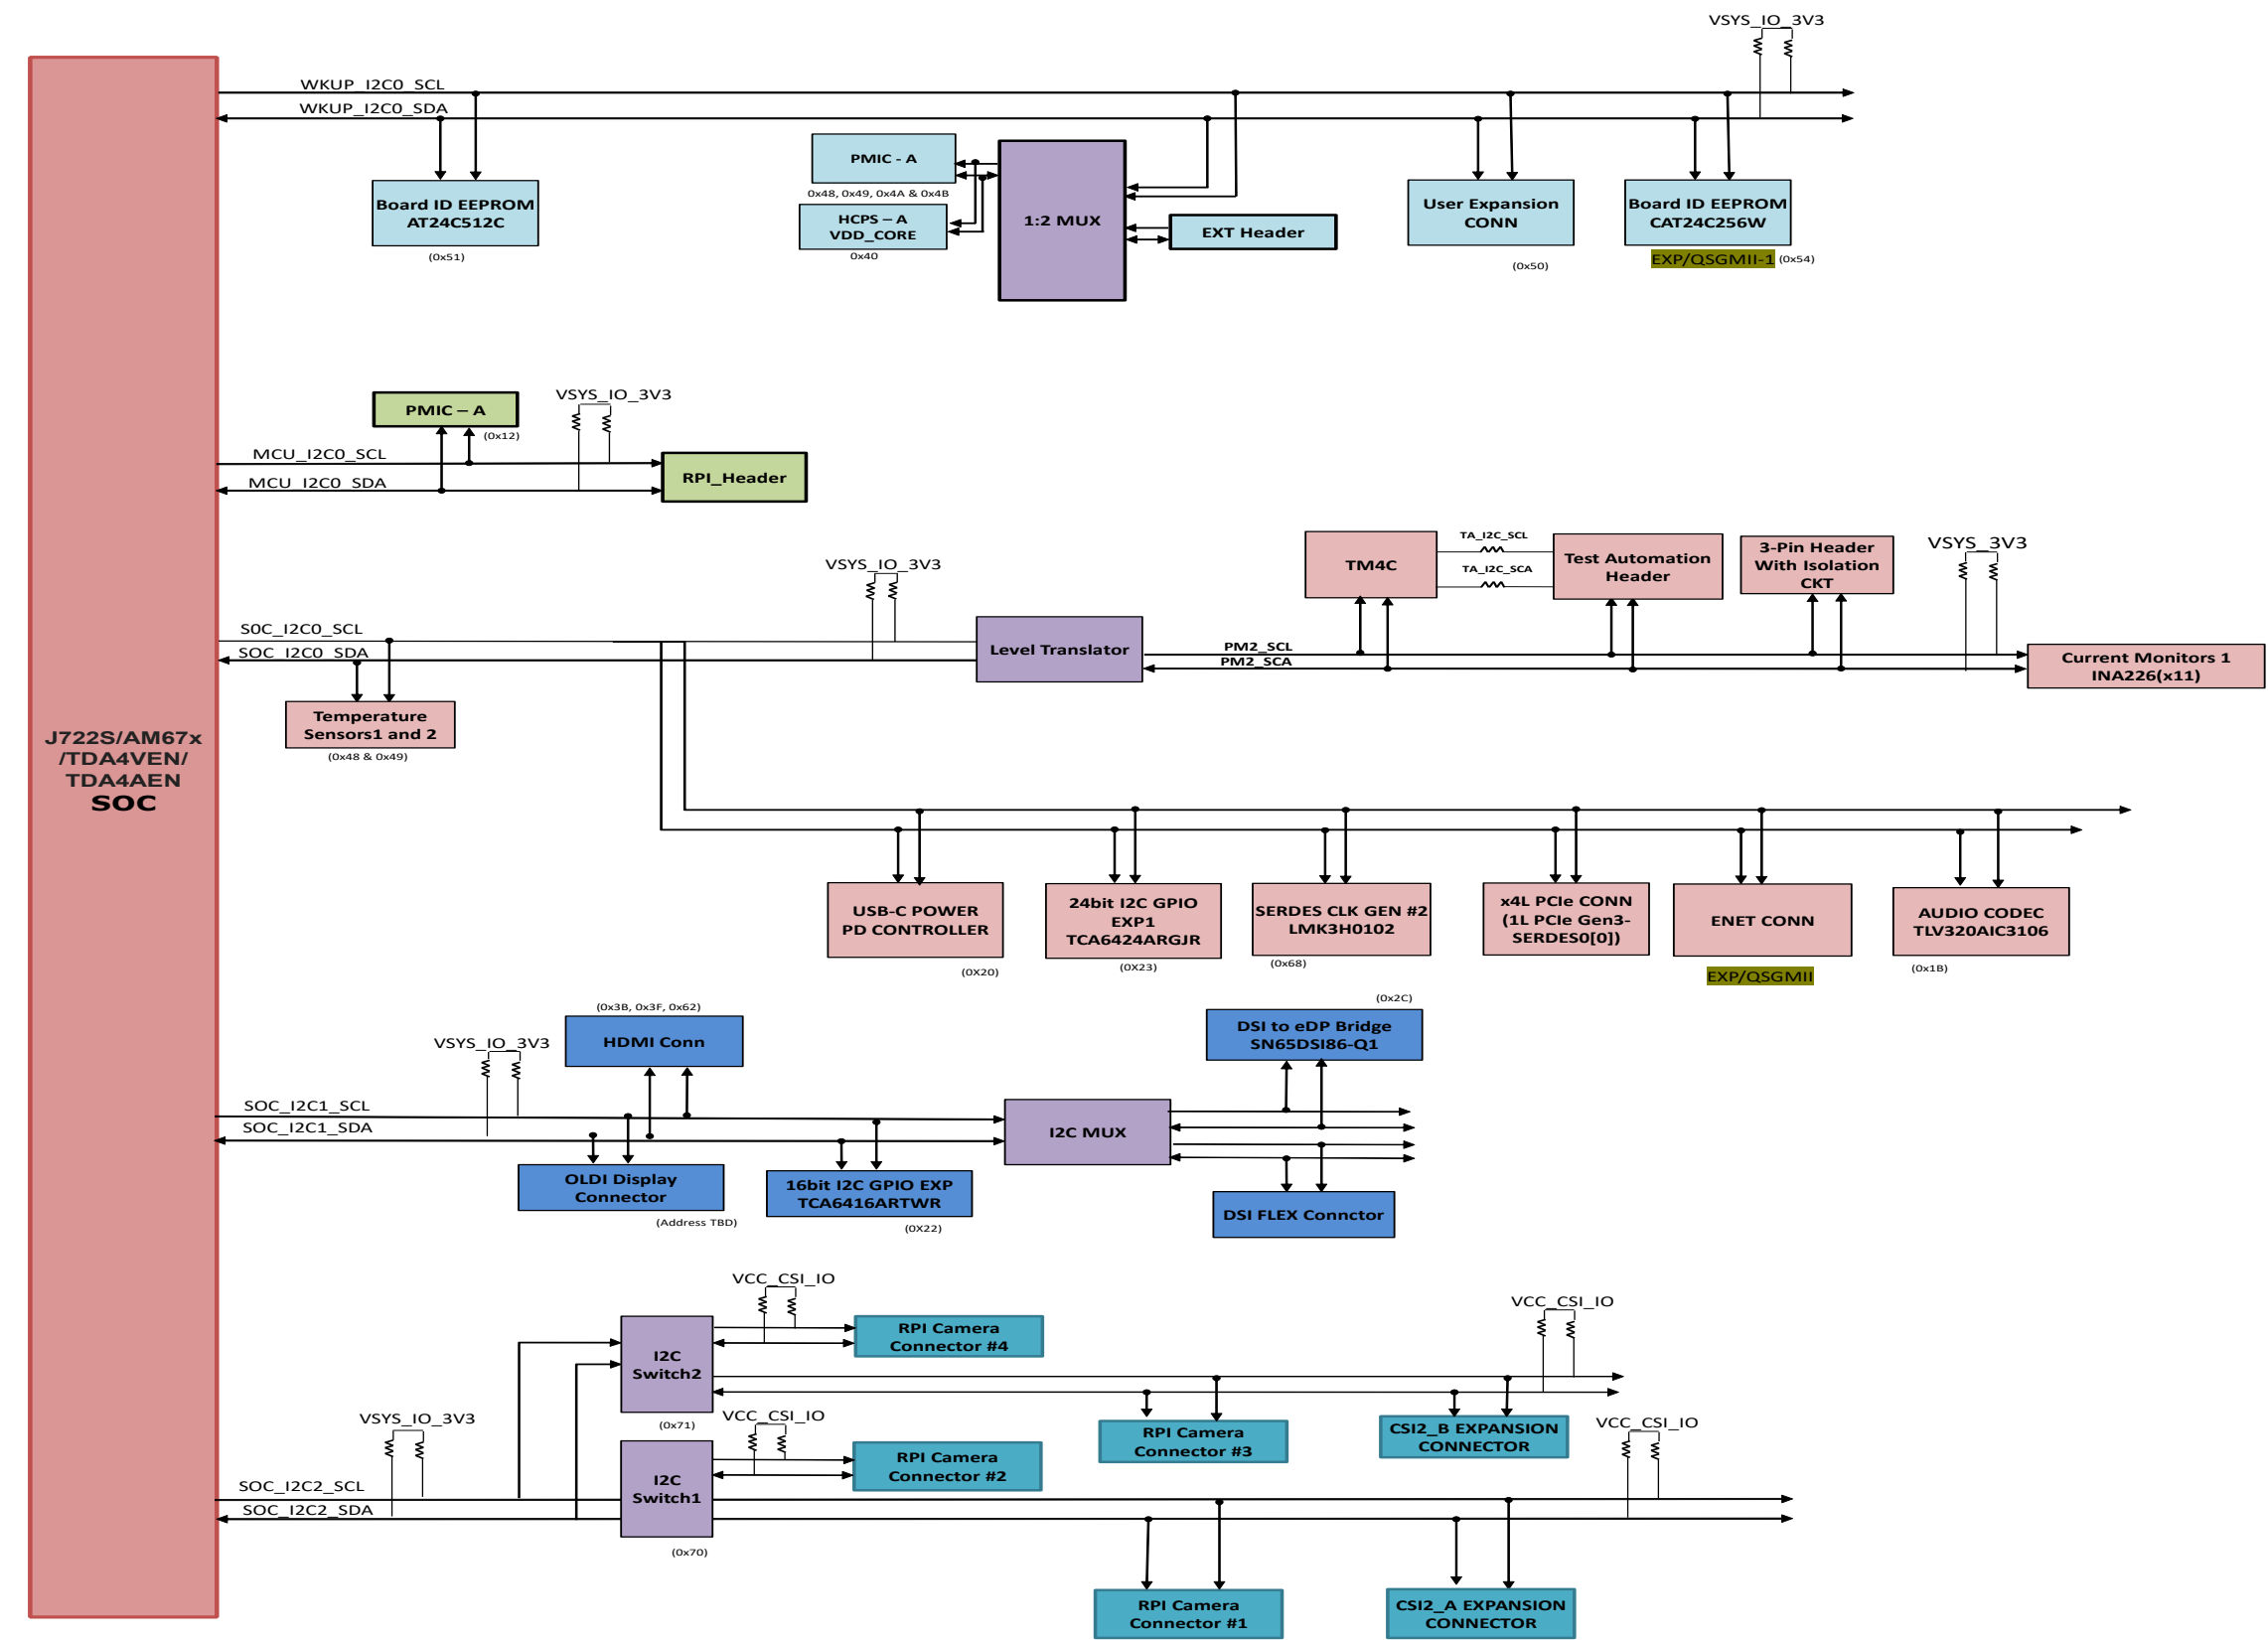 VSYS_IO_3V3
WKUP_I2C0_SCL
WKUP_I2C0_SDA
PMIC - A
0x48, 0x49, 0x4A & 0x4B
HCPS – A
VDD_CORE
0x40
1:2 MUX
EXT Header
Board ID EEPROM
AT24C512C
(0x51)
User Expansion
CONN
(0x50)
Board ID EEPROM
CAT24C256W
EXP/QSGMII-1
(0x54)
PMIC – A
(0x12)
VSYS_IO_3V3
MCU_I2C0_SCL
MCU_I2C0_SDA
RPI_Header
VSYS_IO_3V3
S0C_I2C0_SCL
SOC_I2C0_SDA
Temperature
Sensors1 and 2
(0x48 & 0x49)
Level Translator
TM4C
TA_I2C_SCL
TA_I2C_SCA
Test Automation
Header
3-Pin Header
With Isolation
CKT
VSYS_3V3
PM2_SCL
PM2_SCA
Current Monitors 1
INA226(x11)
J722S/AM67x
/TDA4VEN/
TDA4AEN
SOC
USB-C POWER
PD CONTROLLER
(0X20)
24bit I2C GPIO
EXP1
TCA6424ARGJR
(0X23)
SERDES CLK GEN #2
LMK3H0102
(0x68)
x4L PCIe CONN
(1L PCIe Gen3-
SERDES0[0])
ENET CONN
EXP/QSGMII
AUDIO CODEC
TLV320AIC3106
(0x1B)
(0x3B, 0x3F, 0x62)
HDMI Conn
VSYS_IO_3V3
SOC_I2C1_SCL
SOC_I2C1_SDA
OLDI Display
Connector
(Address TBD)
16bit I2C GPIO EXP
TCA6416ARTWR
(0X22)
I2C MUX
(0x2C)
DSI to eDP Bridge
SN65DSI86-Q1
DSI FLEX Connctor
VCC_CSI_IO
I2C
Switch2
(0x71)
RPI Camera
Connector #4
VCC_CSI_IO
RPI Camera
Connector #3
CSI2_B EXPANSION
CONNECTOR
VSYS_IO_3V3
SOC_I2C2_SCL
SOC_I2C2_SDA
VCC_CSI_IO
I2C
Switch1
(0x70)
RPI Camera
Connector #2
VCC_CSI_IO
RPI Camera
Connector #1
CSI2_A EXPANSION
CONNECTOR